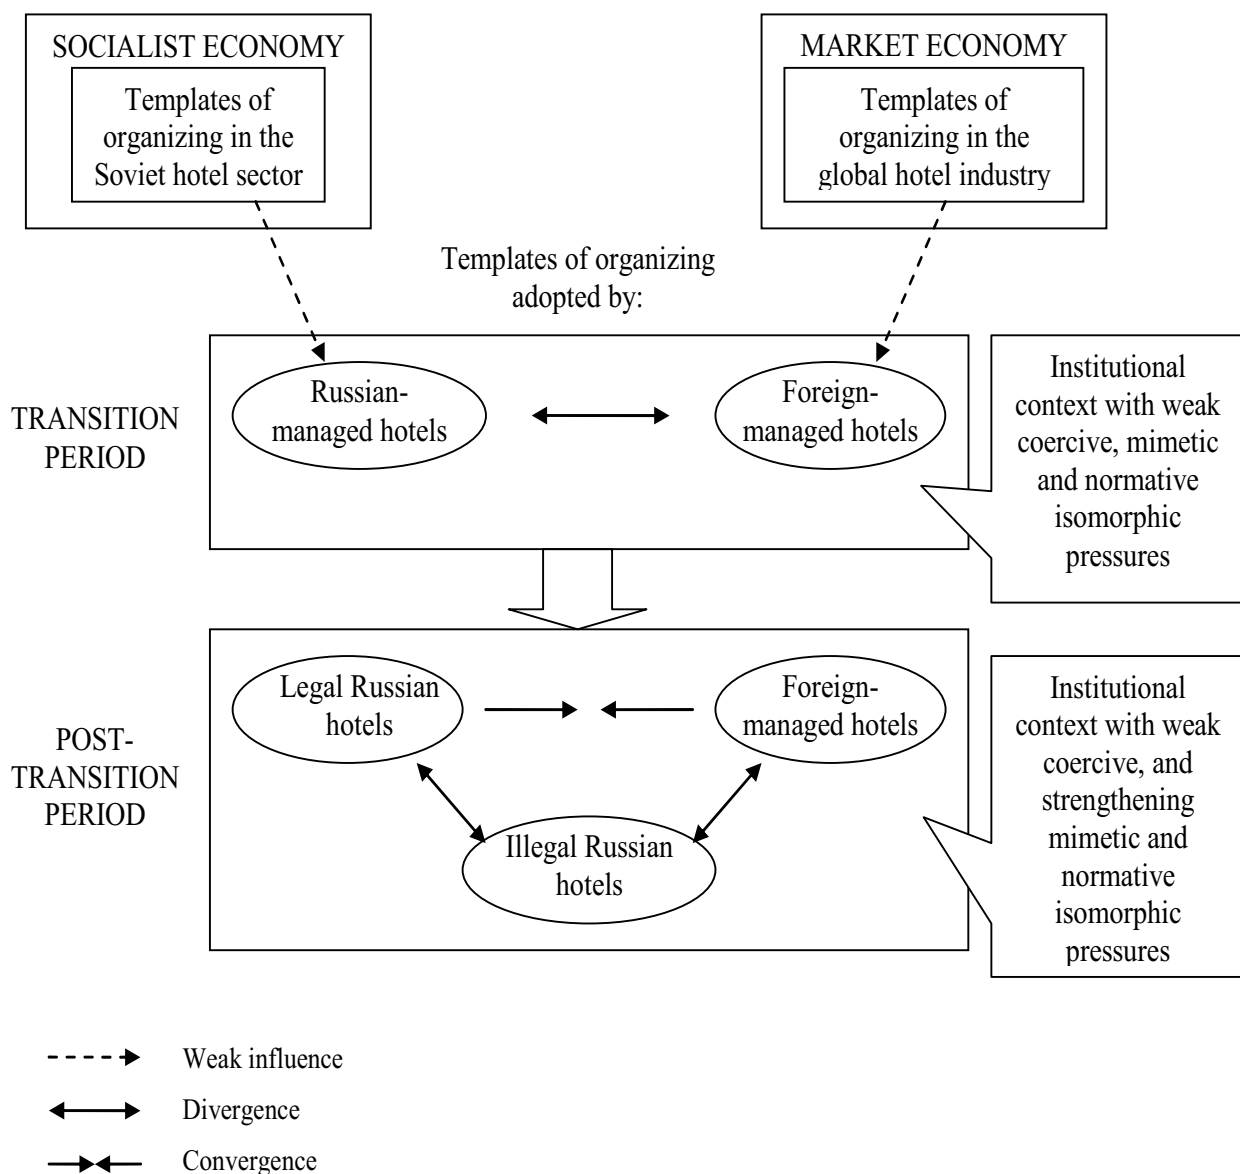 SOCIALIST ECONOMY
Templates of
organizing in the
Soviet hotel sector
MARKET ECONOMY
Templates of
organizing in the
global hotel industry
Templates of organizing
adopted by:
TRANSITION
PERIOD
Russian-
managed hotels
Foreign-
managed hotels
Institutional
context with weak
coercive, mimetic
and normative
isomorphic
pressures
POST-
TRANSITION
PERIOD
Legal Russian
hotels
Foreign-
managed hotels
Illegal Russian
hotels
Institutional
context with weak
coercive, and
strengthening
mimetic and
normative
isomorphic
pressures
Weak influence
Divergence
Convergence